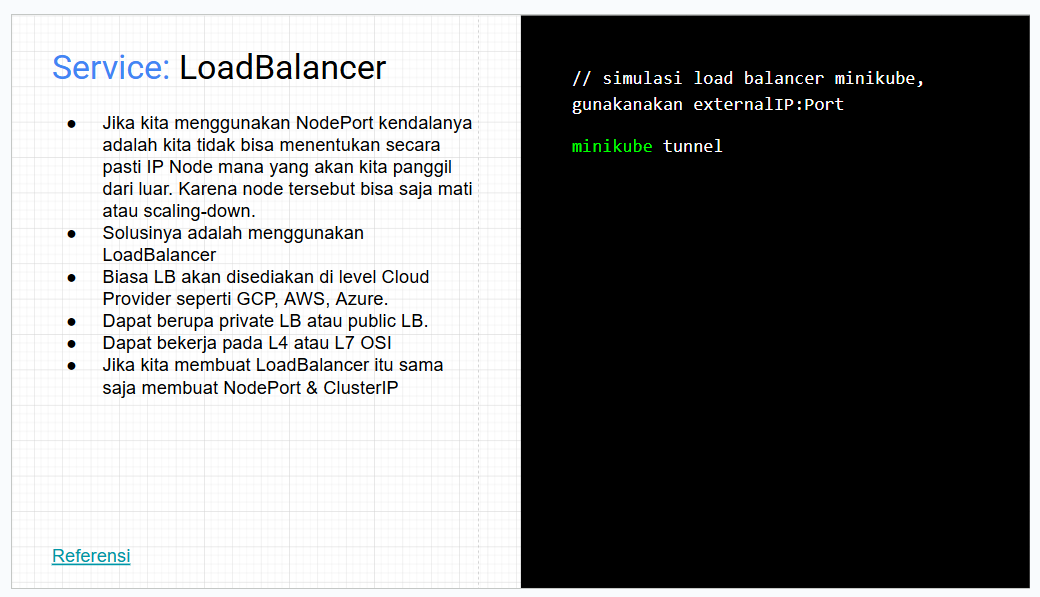 Service: LoadBalancer
● Jika kita menggunakan NodePort kendalanya
adalah kita tidak bisa menentukan secara
pasti IP Node mana yang akan kita panggil
dari luar. Karena node tersebut bisa saja mati
atau scaling-down.
● Solusinya adalah menggunakan
LoadBalancer
● Biasa LB akan disediakan di level Cloud
Provider seperti GCP, AWS, Azure.
● Dapat berupa private LB atau public LB.
● Dapat bekerja pada L4 atau L7 OSI
● Jika kita membuat LoadBalancer itu sama
saja membuat NodePort & ClusterIP
Referensi
// simulasi load balancer minikube,
gunakanakan externalIP:Port
minikube tunnel